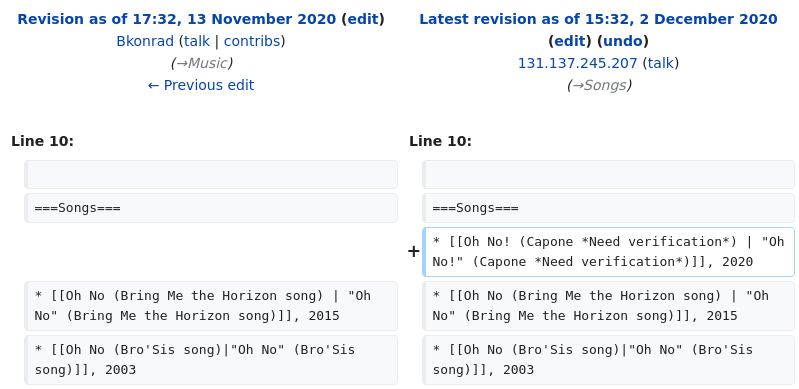 Revision as of 17:32, 13 November 2020 (edit)
Bkonrad (talk | contribs)
(→Music)
← Previous edit
Latest revision as of 15:32, 2 December 2020
(edit) (undo)
131.137.245.207 (talk)
(→Songs)
Line 10:
Line 10:
===Songs===
===Songs===
+
* [[Oh No! (Capone *Need verification*) | "Oh
No!" (Capone *Need verification*)]], 2020
* [[Oh No (Bring Me the Horizon song) | "Oh
No" (Bring Me the Horizon song)]], 2015
* [[Oh No (Bring Me the Horizon song) | "Oh
No" (Bring Me the Horizon song)]], 2015
* [[Oh No (Bro'Sis song)|"Oh No" (Bro'Sis
song)]], 2003
* [[Oh No (Bro'Sis song)|"Oh No" (Bro'Sis
song)]], 2003